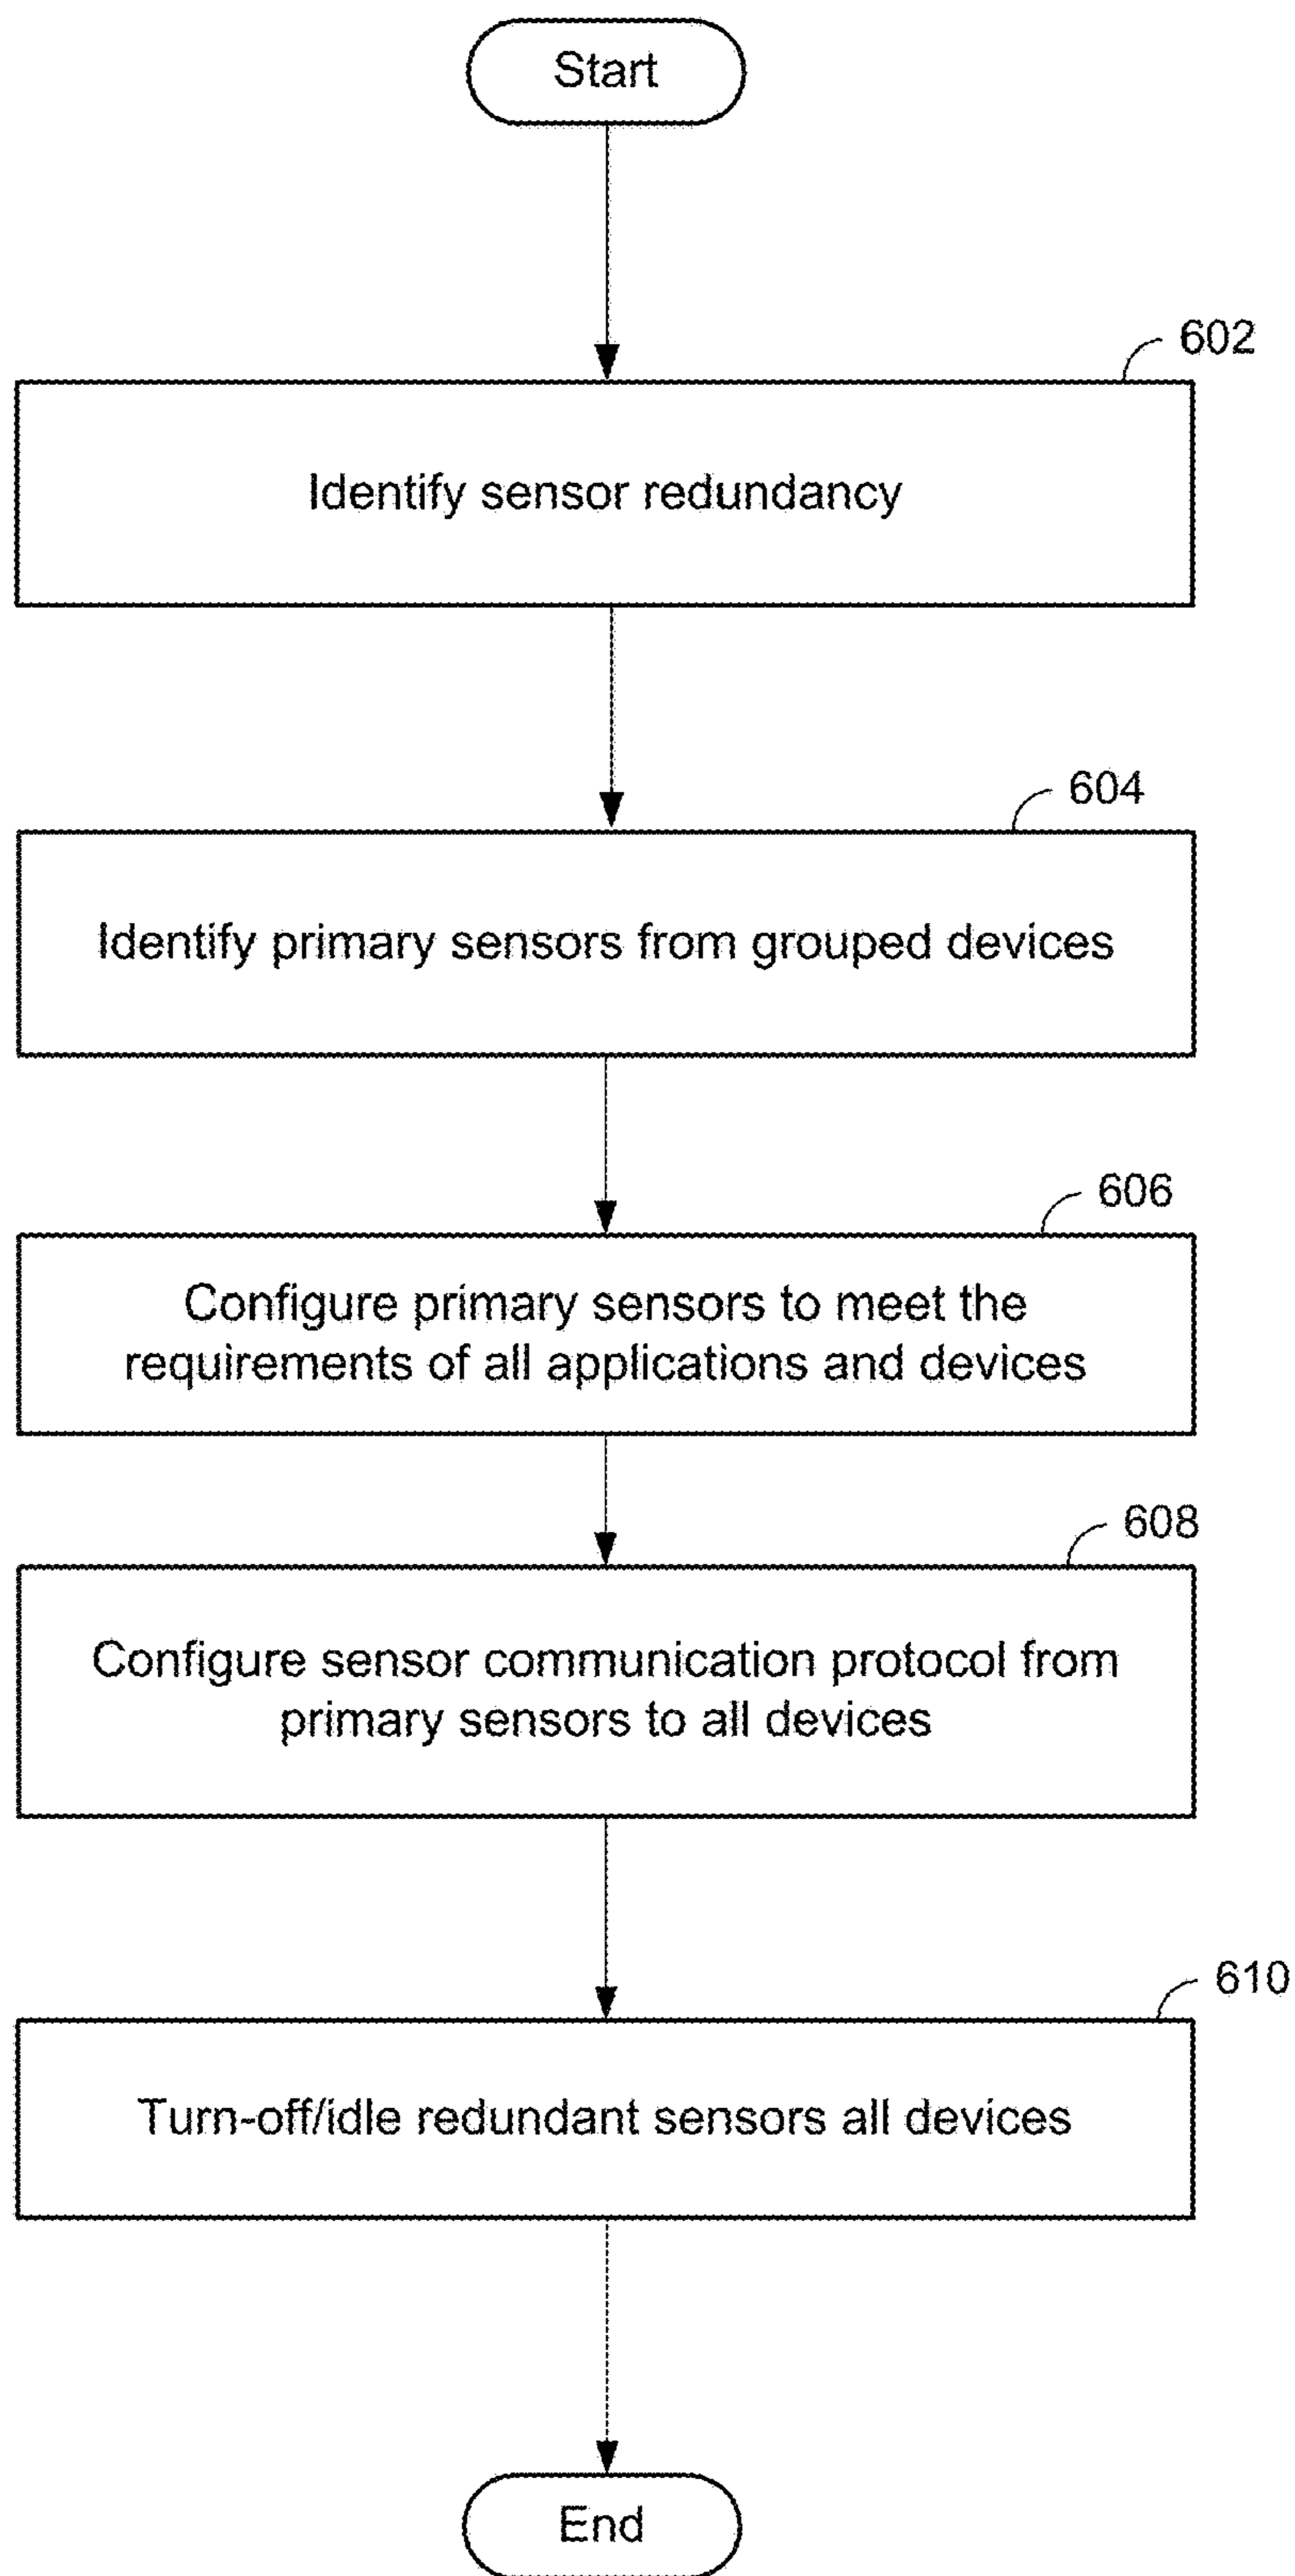 Start
602
Identify sensor redundancy
604
Identify primary sensors from grouped devices
606
Configure primary sensors to meet the
requirements of all applications and devices
608
Configure sensor communication protocol from
primary sensors to all devices
610
Turn-off/idle redundant sensors all devices
End